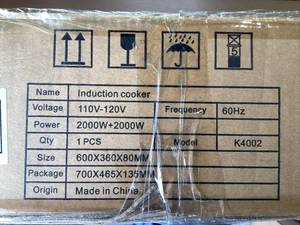 5
Name Induction cooker
Voltage 110V-120V Frequency 60Hz
Power 2000W+2000W
Qty 1 PCS Model K4002
Size 600X360X80MM
Package 700X465X135MM
Origin Made in China